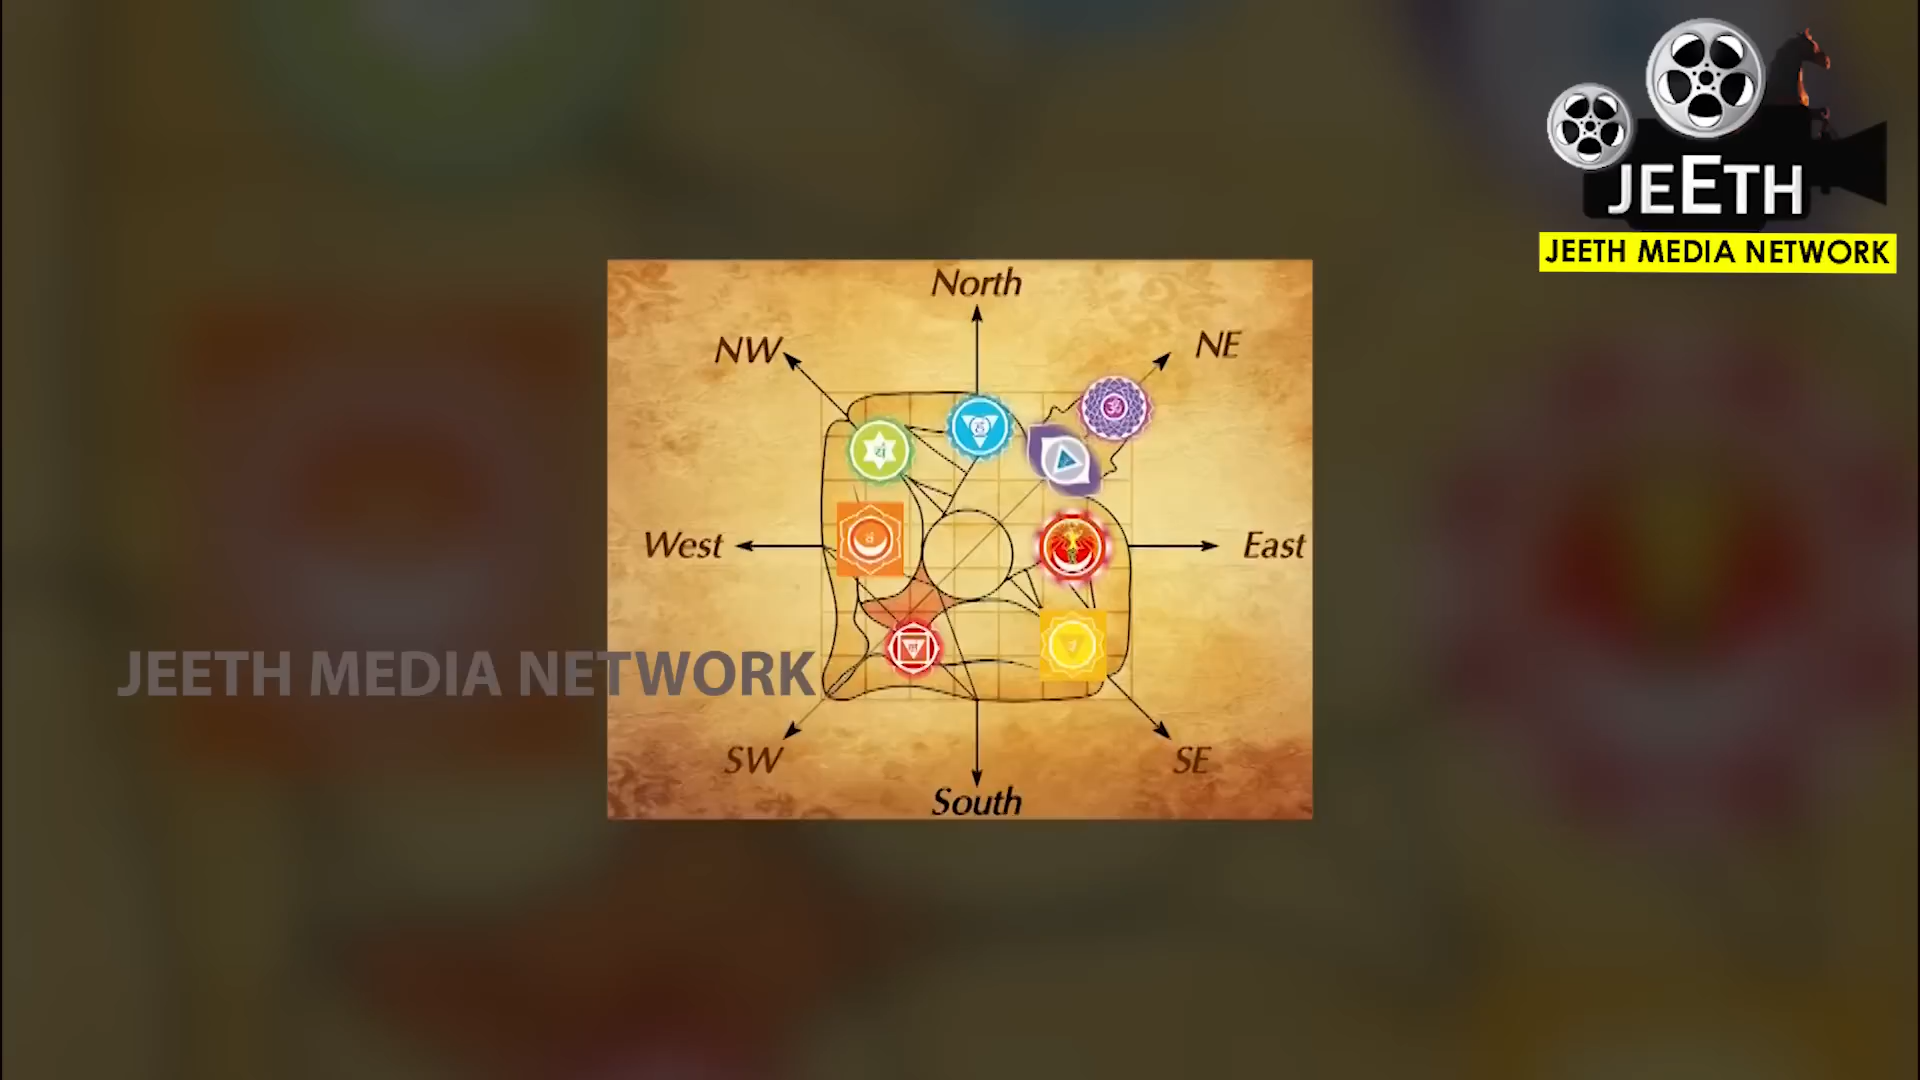 JEETH
JEETH MEDIA NETWORK
North
NW
NE
West
East
JEETH MEDIA NETWORK
SW
SE
South